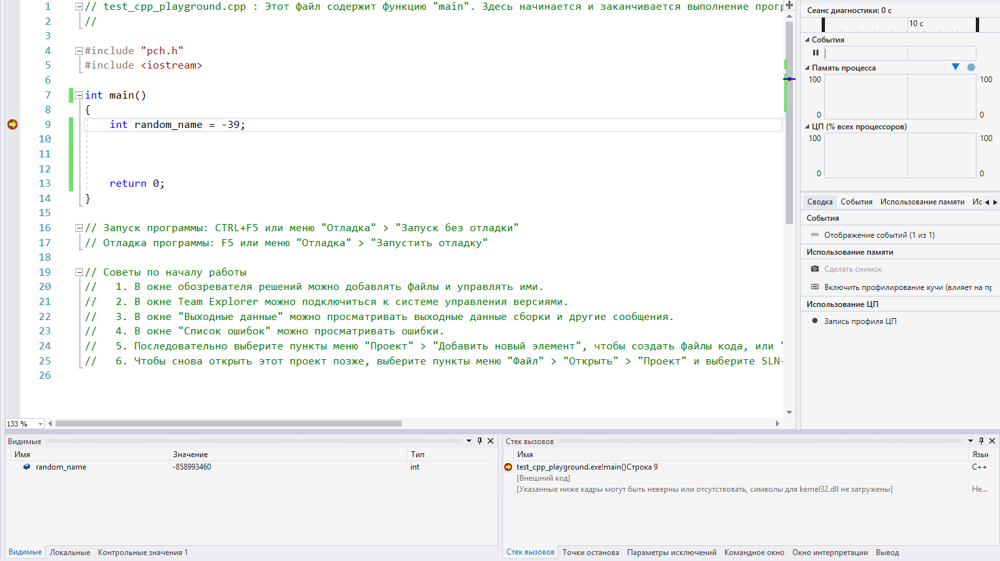 1 // test_cpp_playground.cpp : Этот файл содержит функцию "main". Здесь начинается и заканчивается выполнение
2 //
3
4 #include "pch.h"
5 #include <iostream>
6
7 int main()
8 {
9 int random_name = -39;
10
11
12
13 return 0;
14 }
15
16 // Запуск программы: CTRL+F5 или меню "Отладка" > "Запуск без отладки"
17 // Отладка программы: F5 или меню "Отладка" > "Запустить отладку"
18
19 // Советы по началу работы
20 // 1. В окне обозревателя решений можно добавлять файлы и управлять ими.
21 // 2. В окне Team Explorer можно подключиться к системе управления версиями.
22 // 3. В окне "Выходные данные" можно просматривать выходные данные сборки и другие сообщения.
23 // 4. В окне "Список ошибок" можно просматривать ошибки.
24 // 5. Последовательно выберите пункты меню "Проект" > "Добавить новый элемент", чтобы создать файлы кода, или "
25 // 6. Чтобы снова открыть этот проект позже, выберите пункты меню "Файл" > "Открыть" > "Проект" и выберите SLN-
26
133 %
Сеанс диагностики: 0 с
10 с
События
Память процесса
100 100
0 0
ЦП (% всех процессоров)
100 100
0 0
Сводка События Использование памяти Ис
События
Отображение событий (1 из 1)
Использование памяти
Сделать снимок
Включить профилирование кучи (влияет на пр
Использование ЦП
Запись профиля ЦП
Видимые
Имя Значение Тип
random_name -858993460 int
Видимые Локальные Контрольные значения 1
Стек вызовов
Имя Язык
test_cpp_playground.exe!main()Строка 9 C++
[Внешний код]
[Указанные ниже кадры могут быть неверны или отсутствовать, символы для kernel32.dll не загружены] Не...
Стек вызовов Точки останова Параметры исключений Командное окно Окно интерпретации Вывод